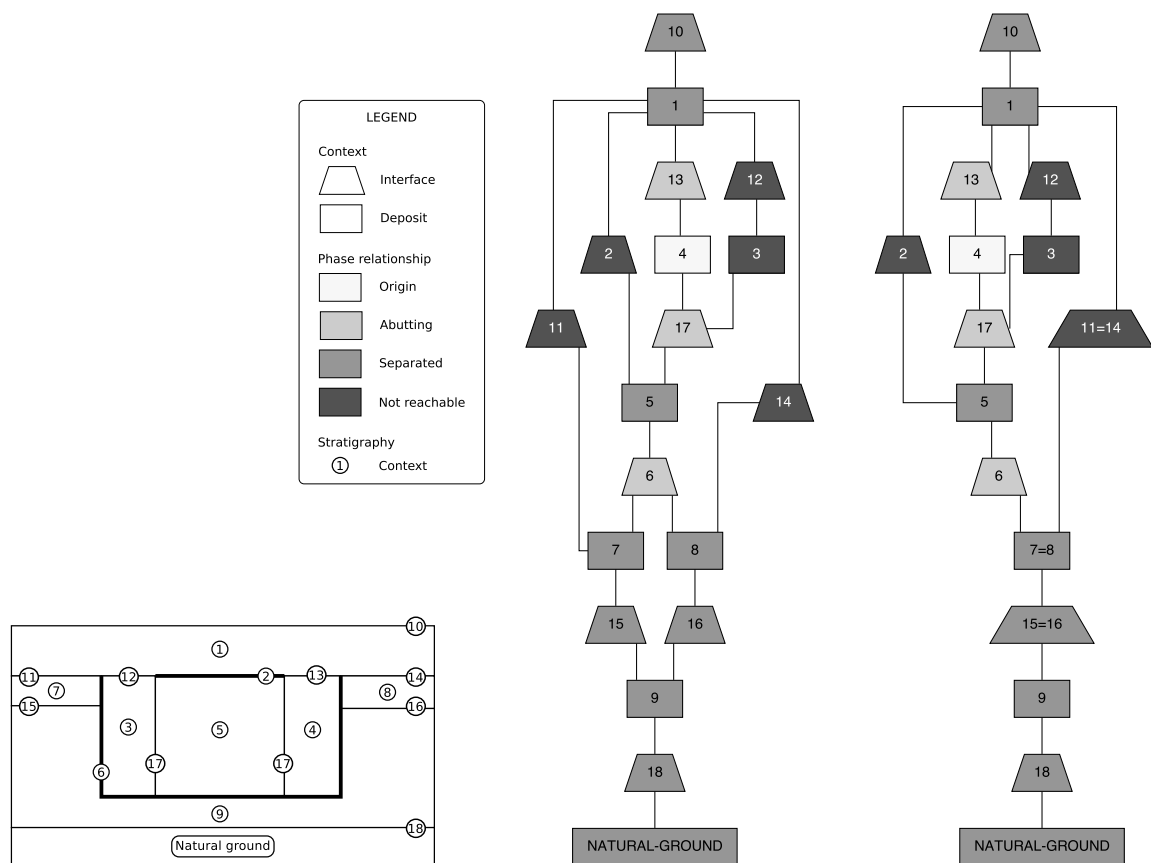 LEGEND
Context
Interface
Deposit
Phase relationship
Origin
Abutting
Separated
Not reachable
Stratigraphy
1 Context
10
1
11 12 2 13 14
7 8
15 16
3 5 4
17 17
6
9
18
Natural ground
10
1
13 12
2 4 3
11 17
5 14
6
7 8
15 16
9
18
NATURAL-GROUND
10
1
13 12
2 4 3
17 11=14
5
6
7=8
15=16
9
18
NATURAL-GROUND